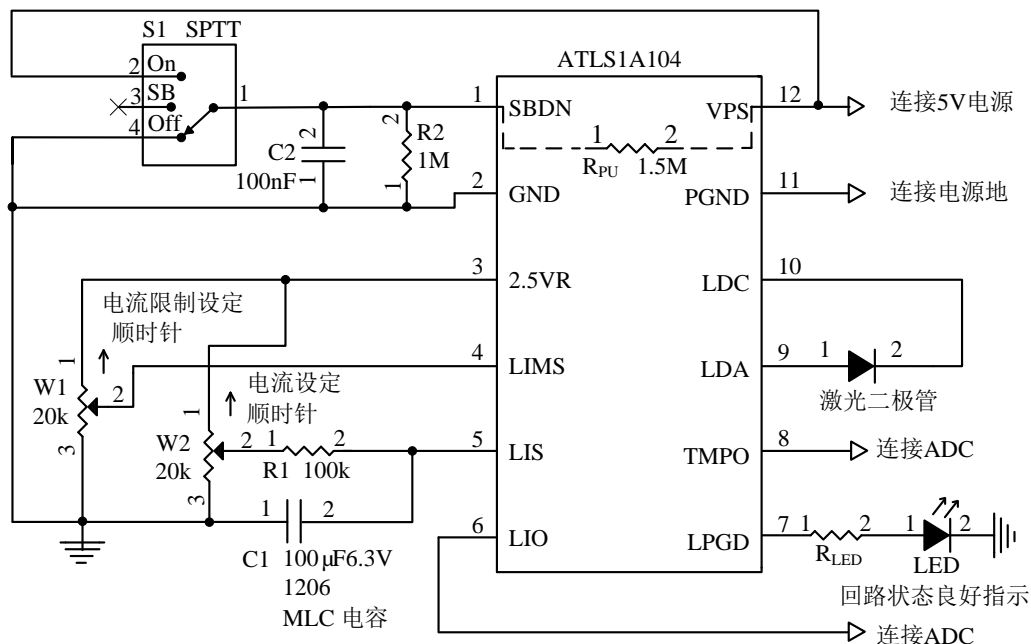 S1 SPTT
2 On
3 SB
4 Off
1
2
C2
100nF
1
2
R2
1M
1
ATLS1A104
1 SBDN
VPS 12
连接5V电源
1 2
RPU 1.5M
2 GND
PGND 11
连接电源地
3 2.5VR
LDC 10
电流限制设定
顺时针
4 LIMS
LDA 9
1 2
激光二极管
1
W1
20k
2
3
电流设定
顺时针
1
W2
20k
2
3
1 2
R1 100k
5 LIS
TMPO 8
连接ADC
1 2
C1 100µF6.3V
1206
MLC 电容
6 LIO
LPGD 7
1 2
RLED
1 2
LED
回路状态良好指示
连接ADC